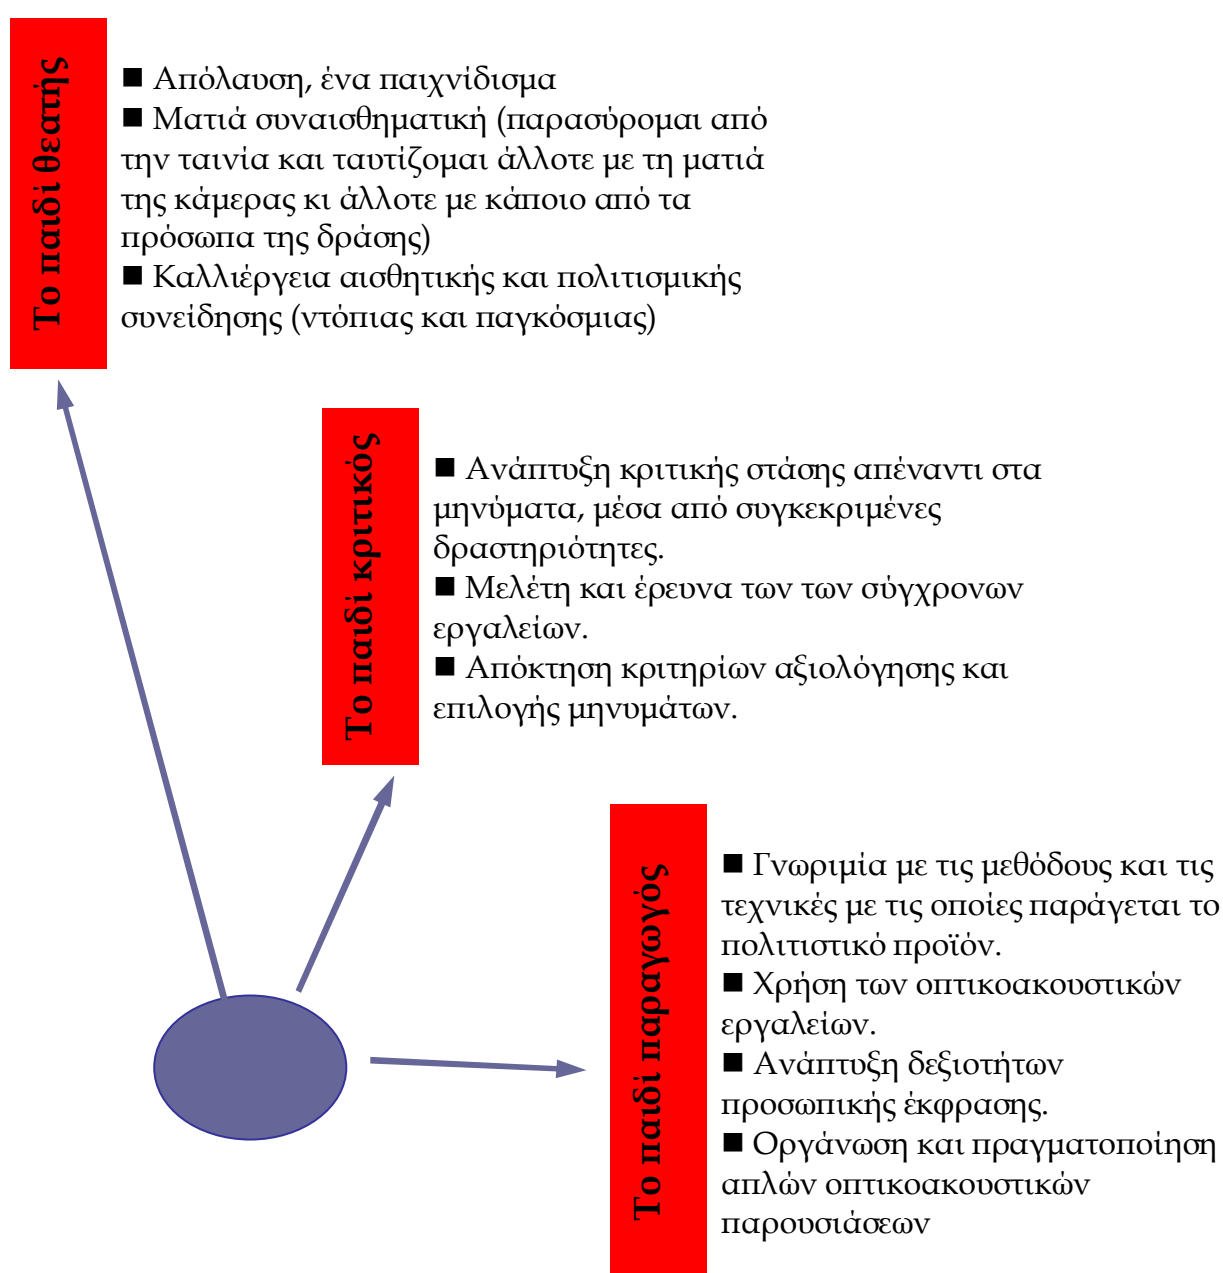 Το παιδί θεατής
■ Απόλαυση, ένα παιχνίδισμα
■ Ματιά συναισθηματική (παρασύρομαι από
την ταινία και ταυτίζομαι άλλοτε με τη ματιά
της κάμερας κι άλλοτε με κάποιο από τα
πρόσωπα της δράσης)
■ Καλλιέργεια αισθητικής και πολιτισμικής
συνείδησης (ντόπιας και παγκόσμιας)
Το παιδί κριτικός
■ Ανάπτυξη κριτικής στάσης απέναντι στα
μηνύματα, μέσα από συγκεκριμένες
δραστηριότητες.
■ Μελέτη και έρευνα των των σύγχρονων
εργαλείων.
■ Απόκτηση κριτηρίων αξιολόγησης και
επιλογής μηνυμάτων.
Το παιδί παραγωγός
■ Γνωριμία με τις μεθόδους και τις
τεχνικές με τις οποίες παράγεται το
πολιτιστικό προϊόν.
■ Χρήση των οπτικοακουστικών
εργαλείων.
■ Ανάπτυξη δεξιοτήτων
προσωπικής έκφρασης.
■ Οργάνωση και πραγματοποίηση
απλών οπτικοακουστικών
παρουσιάσεων